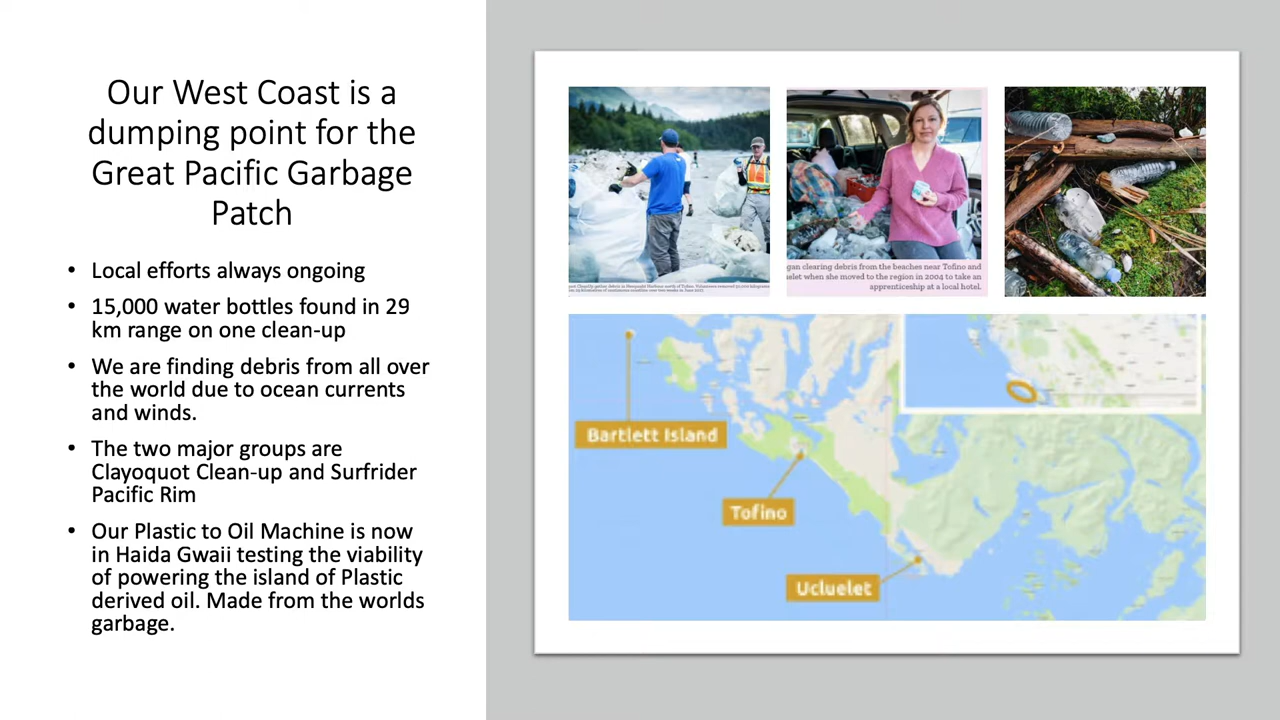 Our West Coast is a
dumping point for the
Great Pacific Garbage
Patch
• Local efforts always ongoing
• 15,000 water bottles found in 29
km range on one clean-up
• We are finding debris from all over
the world due to ocean currents
and winds.
• The two major groups are
Clayoquot Clean-up and Surfrider
Pacific Rim
• Our Plastic to Oil Machine is now
in Haida Gwaii testing the viability
of powering the island of Plastic
derived oil. Made from the worlds
garbage.
gan clearing debris from the beaches near Tofino and
uelet when she moved to the region in 2004 to take an
apprenticeship at a local hotel.
Bartlett Island
Tofino
Ucluelet